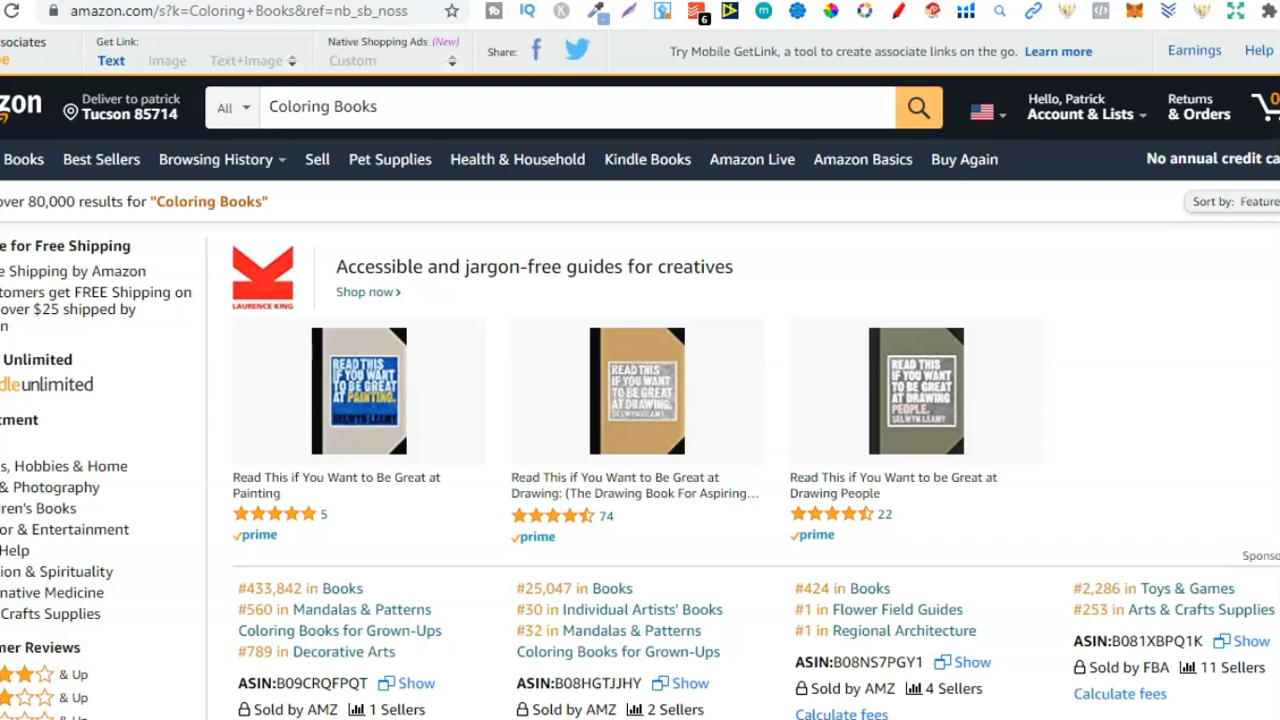 amazon.com/s?k=Coloring+Books&ref=nb_sb_noss
6
sociates
Get Link:
Text Image Text+Image
Native Shopping Ads (New)
Custom
Share:
Try Mobile GetLink, a tool to create associate links on the go. Learn more
Earnings Help
zon
Deliver to patrick
Tucson 85714
All
Coloring Books
Hello, Patrick
Account & Lists
Returns
& Orders
0
Books Best Sellers Browsing History Sell Pet Supplies Health & Household Kindle Books Amazon Live Amazon Basics Buy Again No annual credit ca
over 80,000 results for "Coloring Books"
Sort by: Feature
e for Free Shipping
e Shipping by Amazon
tomers get FREE Shipping on
over $25 shipped by
n
Unlimited
dleunlimited
tment
s, Hobbies & Home
& Photography
ren's Books
or & Entertainment
Help
ion & Spirituality
native Medicine
Crafts Supplies
mer Reviews
& Up
& Up
LAURENCE KING
Accessible and jargon-free guides for creatives
Shop now
READ THIS
IF YOU WANT
TO BE GREAT
AT PAINTING.
SELWYN LEAMY
READ THIS
IF YOU WANT
TO BE GREAT
AT DRAWING.
SELWYN LEAMY
READ THIS
IF YOU WANT
TO BE GREAT
AT DRAWING
PEOPLE.
SELWYN LEAMY
Read This if You Want to Be Great at
Painting
5
prime
Read This if You Want to Be Great at
Drawing: (The Drawing Book For Aspiring...
74
prime
Read This if You Want to be Great at
Drawing People
22
prime
Sponso
#433,842 in Books
#560 in Mandalas & Patterns
Coloring Books for Grown-Ups
#789 in Decorative Arts
ASIN:B09CRQFPQT Show
Sold by AMZ 1 Sellers
#25,047 in Books
#30 in Individual Artists' Books
#32 in Mandalas & Patterns
Coloring Books for Grown-Ups
ASIN:B08HGTJJHY Show
Sold by AMZ 2 Sellers
#424 in Books
#1 in Flower Field Guides
#1 in Regional Architecture
ASIN:B08NS7PGY1 Show
Sold by AMZ 4 Sellers
Calculate fees
#2,286 in Toys & Games
#253 in Arts & Crafts Supplies
ASIN:B081XBPQ1K Show
Sold by FBA 11 Sellers
Calculate fees